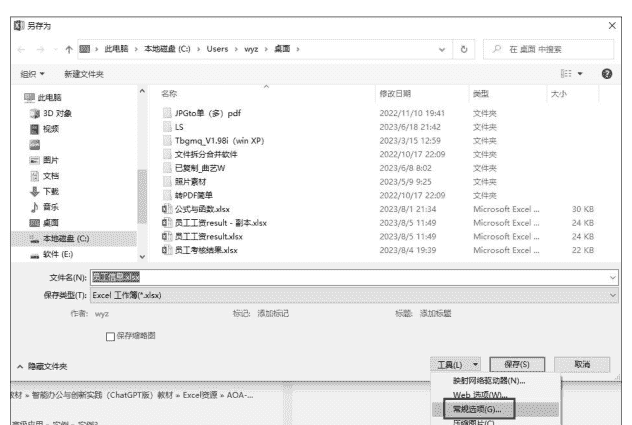 另存为
此电脑 › 本地磁盘 (C:) › Users › wyz › 桌面 ›
在 桌面 中搜索
组织 新建文件夹
名称 修改日期 类型 大小
此电脑
3D 对象
视频
图片
文档
下载
音乐
桌面
本地磁盘 (C:)
软件 (E:)
JPGto单（多）pdf 2022/11/10 19:41 文件夹
LS 2023/6/18 21:42 文件夹
Tbgmq_V1.98i（win XP） 2023/3/15 12:59 文件夹
文件拆分合并软件 2022/10/17 22:09 文件夹
已复制_曲艺W 2023/6/8 8:02 文件夹
照片素材 2023/5/9 9:25 文件夹
转PDF简单 2022/10/17 22:09 文件夹
公式与函数.xlsx 2023/8/1 21:34 Microsoft Excel ... 30 KB
员工工资result - 副本.xlsx 2023/8/5 11:49 Microsoft Excel ... 24 KB
员工工资result.xlsx 2023/8/5 11:49 Microsoft Excel ... 24 KB
员工考核结果.xlsx 2023/8/4 19:39 Microsoft Excel ... 22 KB
文件名(N): 员工信息.xlsx
保存类型(T): Excel 工作簿(*.xlsx)
作者: wyz 标记: 添加标记 标题: 添加标题
保存缩略图
隐藏文件夹 工具(L) 保存(S) 取消
映射网络驱动器(N)...
Web 选项(W)...
常规选项(G)...
压缩图片(C)...
教材 » 智能办公与创新实践（ChatGPT版）教材 » Excel资源 » AOA-...